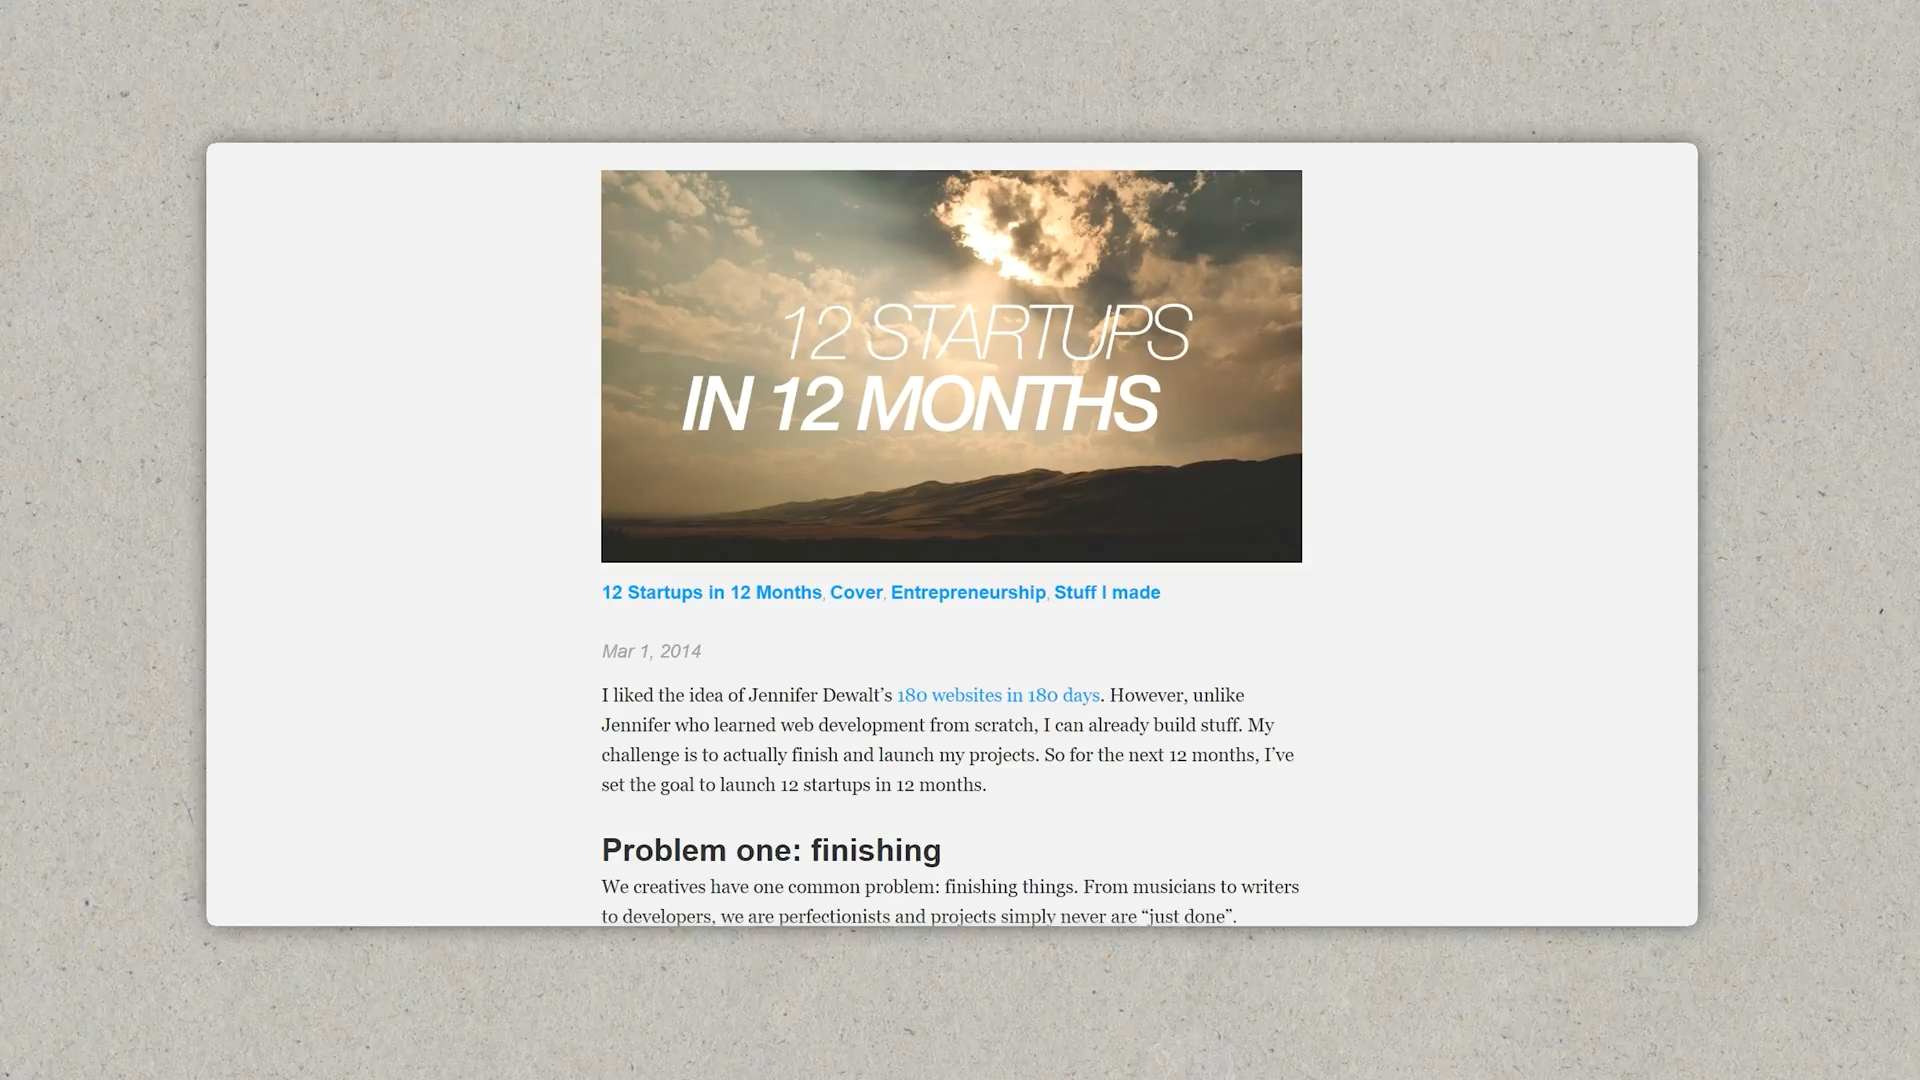 12 STARTUPS
IN 12 MONTHS
12 Startups in 12 Months, Cover, Entrepreneurship, Stuff I made
Mar 1, 2014
I liked the idea of Jennifer Dewalt’s 180 websites in 180 days. However, unlike
Jennifer who learned web development from scratch, I can already build stuff. My
challenge is to actually finish and launch my projects. So for the next 12 months, I’ve
set the goal to launch 12 startups in 12 months.
Problem one: finishing
We creatives have one common problem: finishing things. From musicians to writers
to developers, we are perfectionists and projects simply never are “just done”.